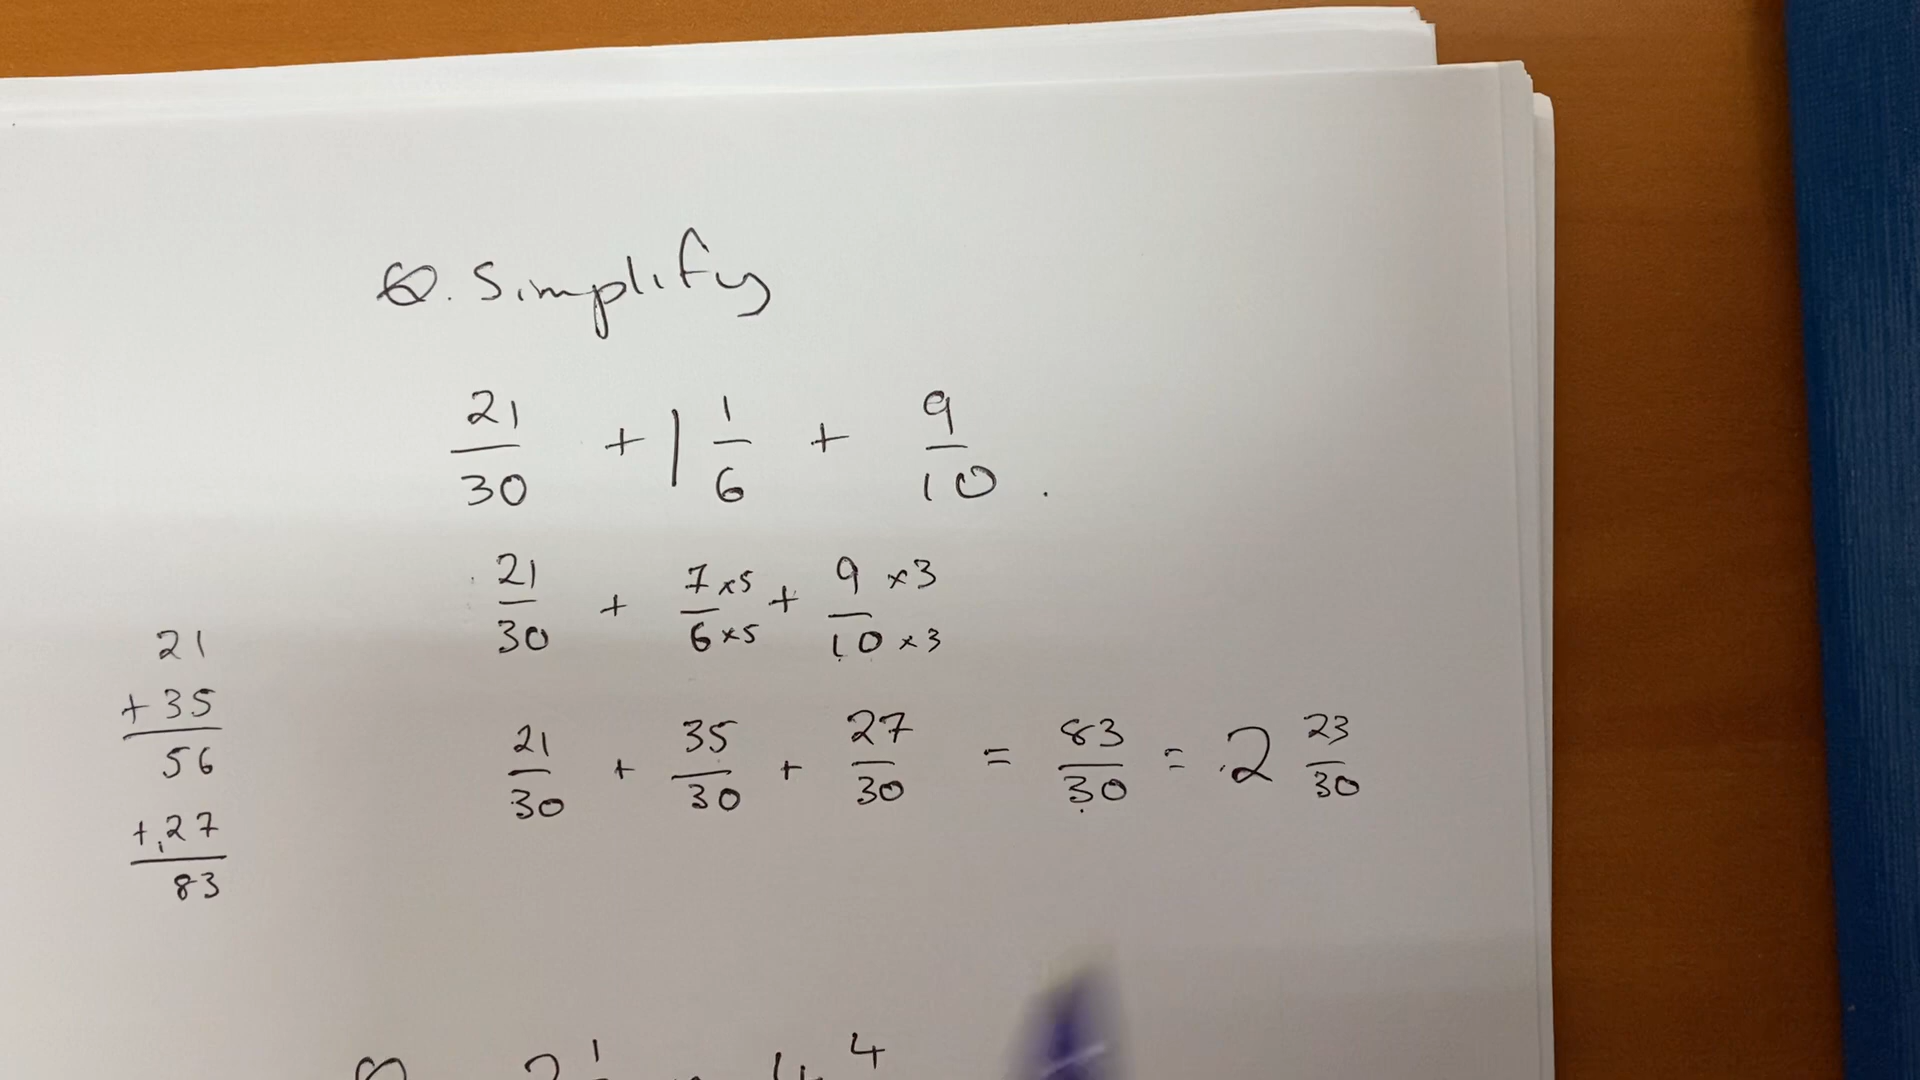 Q. Simplify
21/30 + 1 1/6 + 9/10 .
21/30 + 7×5/6×5 + 9×3/10×3
21/30 + 35/30 + 27/30 = 83/30 = 2 23/30
21
+ 35
56
+ 27
83